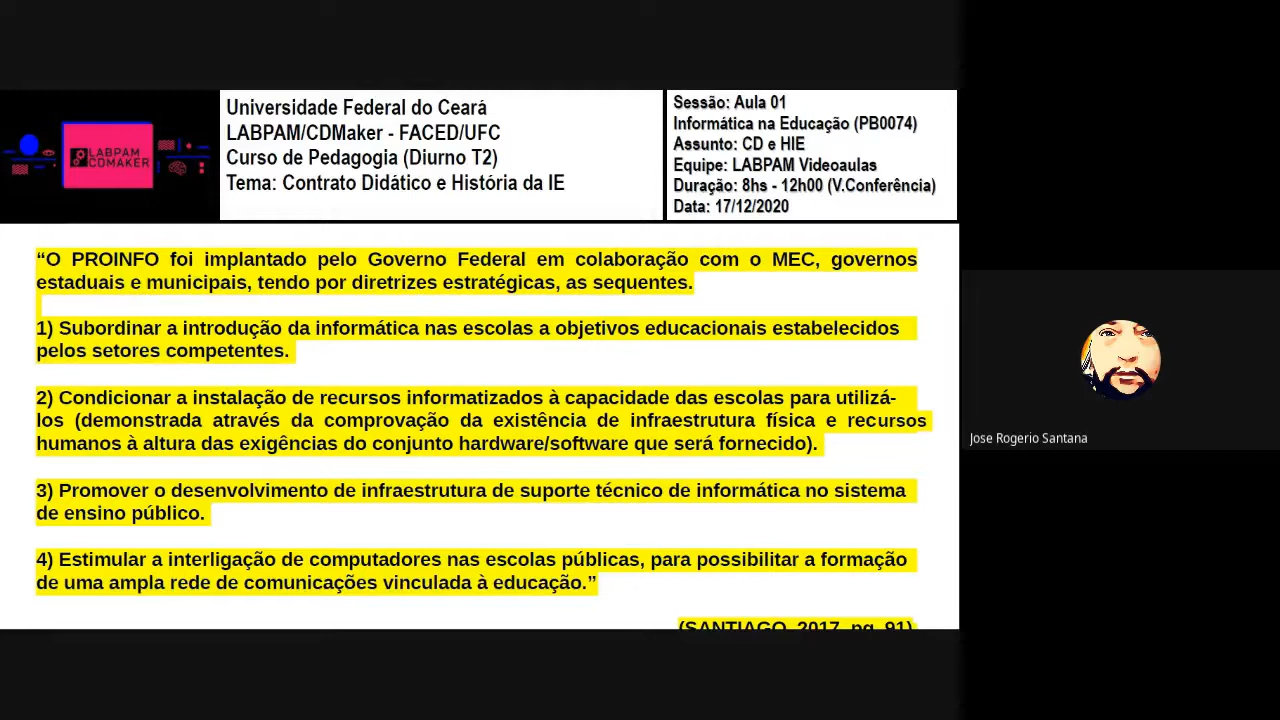 LABPAM
CDMAKER
Universidade Federal do Ceará
LABPAM/CDMaker - FACED/UFC
Curso de Pedagogia (Diurno T2)
Tema: Contrato Didático e História da IE
Sessão: Aula 01
Informática na Educação (PB0074)
Assunto: CD e HIE
Equipe: LABPAM Videoaulas
Duração: 8hs - 12h00 (V.Conferência)
Data: 17/12/2020
“O PROINFO foi implantado pelo Governo Federal em colaboração com o MEC, governos
estaduais e municipais, tendo por diretrizes estratégicas, as sequentes.
1) Subordinar a introdução da informática nas escolas a objetivos educacionais estabelecidos
pelos setores competentes.
2) Condicionar a instalação de recursos informatizados à capacidade das escolas para utilizá-
los (demonstrada através da comprovação da existência de infraestrutura física e recursos
humanos à altura das exigências do conjunto hardware/software que será fornecido).
3) Promover o desenvolvimento de infraestrutura de suporte técnico de informática no sistema
de ensino público.
4) Estimular a interligação de computadores nas escolas públicas, para possibilitar a formação
de uma ampla rede de comunicações vinculada à educação.”
(SANTIAGO, 2017, pg. 91)
Jose Rogerio Santana